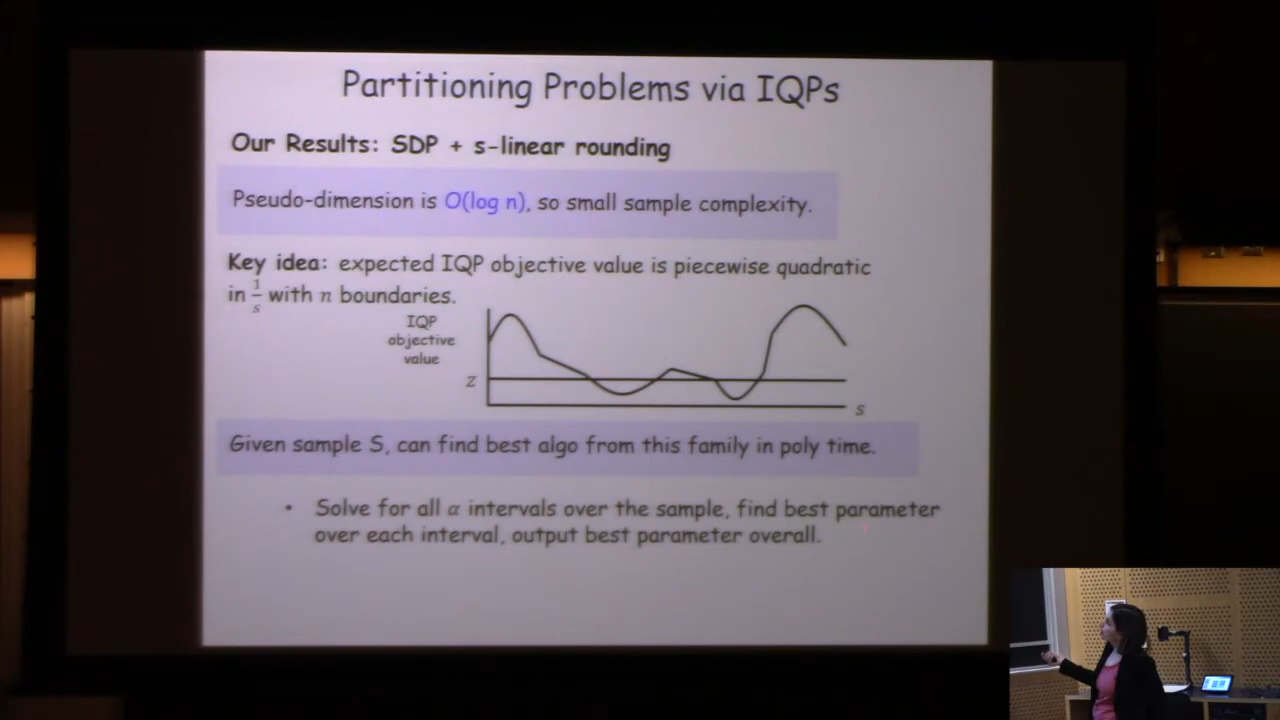 Partitioning Problems via IQPs
Our Results: SDP + s-linear rounding
Pseudo-dimension is O(log n), so small sample complexity.
Key idea: expected IQP objective value is piecewise quadratic
in 1/s with n boundaries.
IQP
objective
value
z
s
Given sample S, can find best algo from this family in poly time.
• Solve for all α intervals over the sample, find best parameter
over each interval, output best parameter overall.